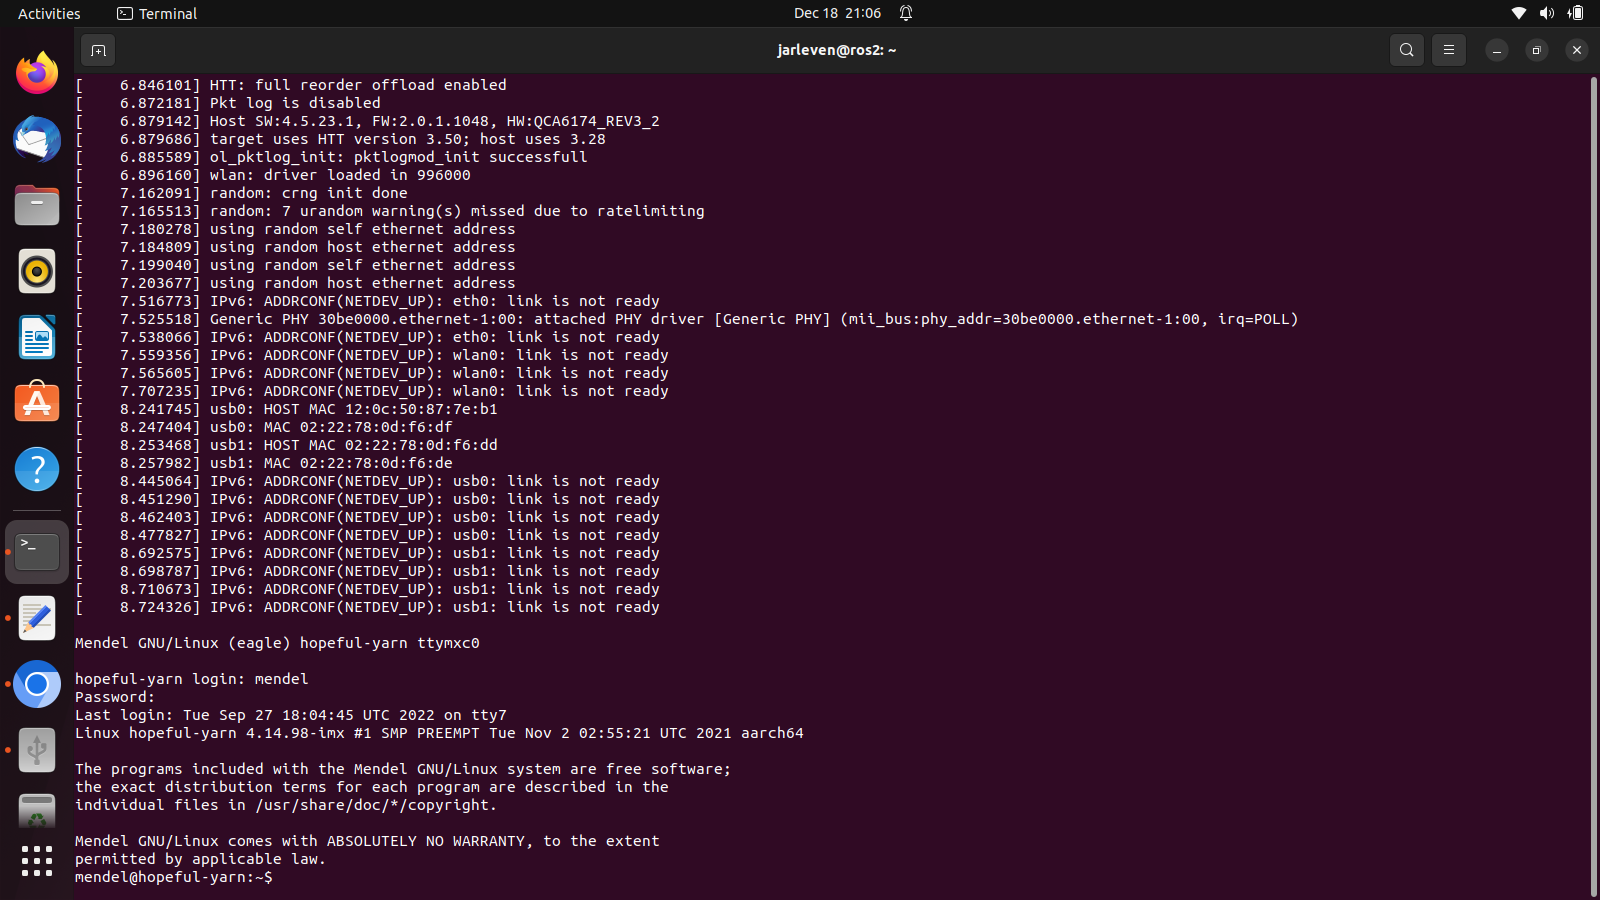 Activities
Terminal
Dec 18 21:06
jarleven@ros2: ~
[    6.846101] HTT: full reorder offload enabled
[    6.872181] Pkt log is disabled
[    6.879142] Host SW:4.5.23.1, FW:2.0.1.1048, HW:QCA6174_REV3_2
[    6.879686] target uses HTT version 3.50; host uses 3.28
[    6.885589] ol_pktlog_init: pktlogmod_init successfull
[    6.896160] wlan: driver loaded in 996000
[    7.162091] random: crng init done
[    7.165513] random: 7 urandom warning(s) missed due to ratelimiting
[    7.180278] using random self ethernet address
[    7.184809] using random host ethernet address
[    7.199040] using random self ethernet address
[    7.203677] using random host ethernet address
[    7.516773] IPv6: ADDRCONF(NETDEV_UP): eth0: link is not ready
[    7.525518] Generic PHY 30be0000.ethernet-1:00: attached PHY driver [Generic PHY] (mii_bus:phy_addr=30be0000.ethernet-1:00, irq=POLL)
[    7.538066] IPv6: ADDRCONF(NETDEV_UP): eth0: link is not ready
[    7.559356] IPv6: ADDRCONF(NETDEV_UP): wlan0: link is not ready
[    7.565605] IPv6: ADDRCONF(NETDEV_UP): wlan0: link is not ready
[    7.707235] IPv6: ADDRCONF(NETDEV_UP): wlan0: link is not ready
[    8.241745] usb0: HOST MAC 12:0c:50:87:7e:b1
[    8.247404] usb0: MAC 02:22:78:0d:f6:df
[    8.253468] usb1: HOST MAC 02:22:78:0d:f6:dd
[    8.257982] usb1: MAC 02:22:78:0d:f6:de
[    8.445064] IPv6: ADDRCONF(NETDEV_UP): usb0: link is not ready
[    8.451290] IPv6: ADDRCONF(NETDEV_UP): usb0: link is not ready
[    8.462403] IPv6: ADDRCONF(NETDEV_UP): usb0: link is not ready
[    8.477827] IPv6: ADDRCONF(NETDEV_UP): usb0: link is not ready
[    8.692575] IPv6: ADDRCONF(NETDEV_UP): usb1: link is not ready
[    8.698787] IPv6: ADDRCONF(NETDEV_UP): usb1: link is not ready
[    8.710673] IPv6: ADDRCONF(NETDEV_UP): usb1: link is not ready
[    8.724326] IPv6: ADDRCONF(NETDEV_UP): usb1: link is not ready
Mendel GNU/Linux (eagle) hopeful-yarn ttymxc0
hopeful-yarn login: mendel
Password:
Last login: Tue Sep 27 18:04:45 UTC 2022 on tty7
Linux hopeful-yarn 4.14.98-imx #1 SMP PREEMPT Tue Nov 2 02:55:21 UTC 2021 aarch64
The programs included with the Mendel GNU/Linux system are free software;
the exact distribution terms for each program are described in the
individual files in /usr/share/doc/*/copyright.
Mendel GNU/Linux comes with ABSOLUTELY NO WARRANTY, to the extent
permitted by applicable law.
mendel@hopeful-yarn:~$